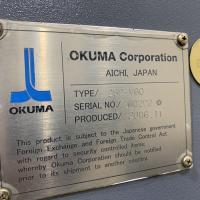 OKUMA Corporation
AICHI, JAPAN
OKUMA
TYPE/
SERIAL NO./
PRODUCED/ 2006.11
This product is subject to the Japanese government
Foreign Exchange and Foreign Trade Control Act
with regard to security controlled items;
whereby Okuma Corporation should be notified
prior to its shipment to another country.